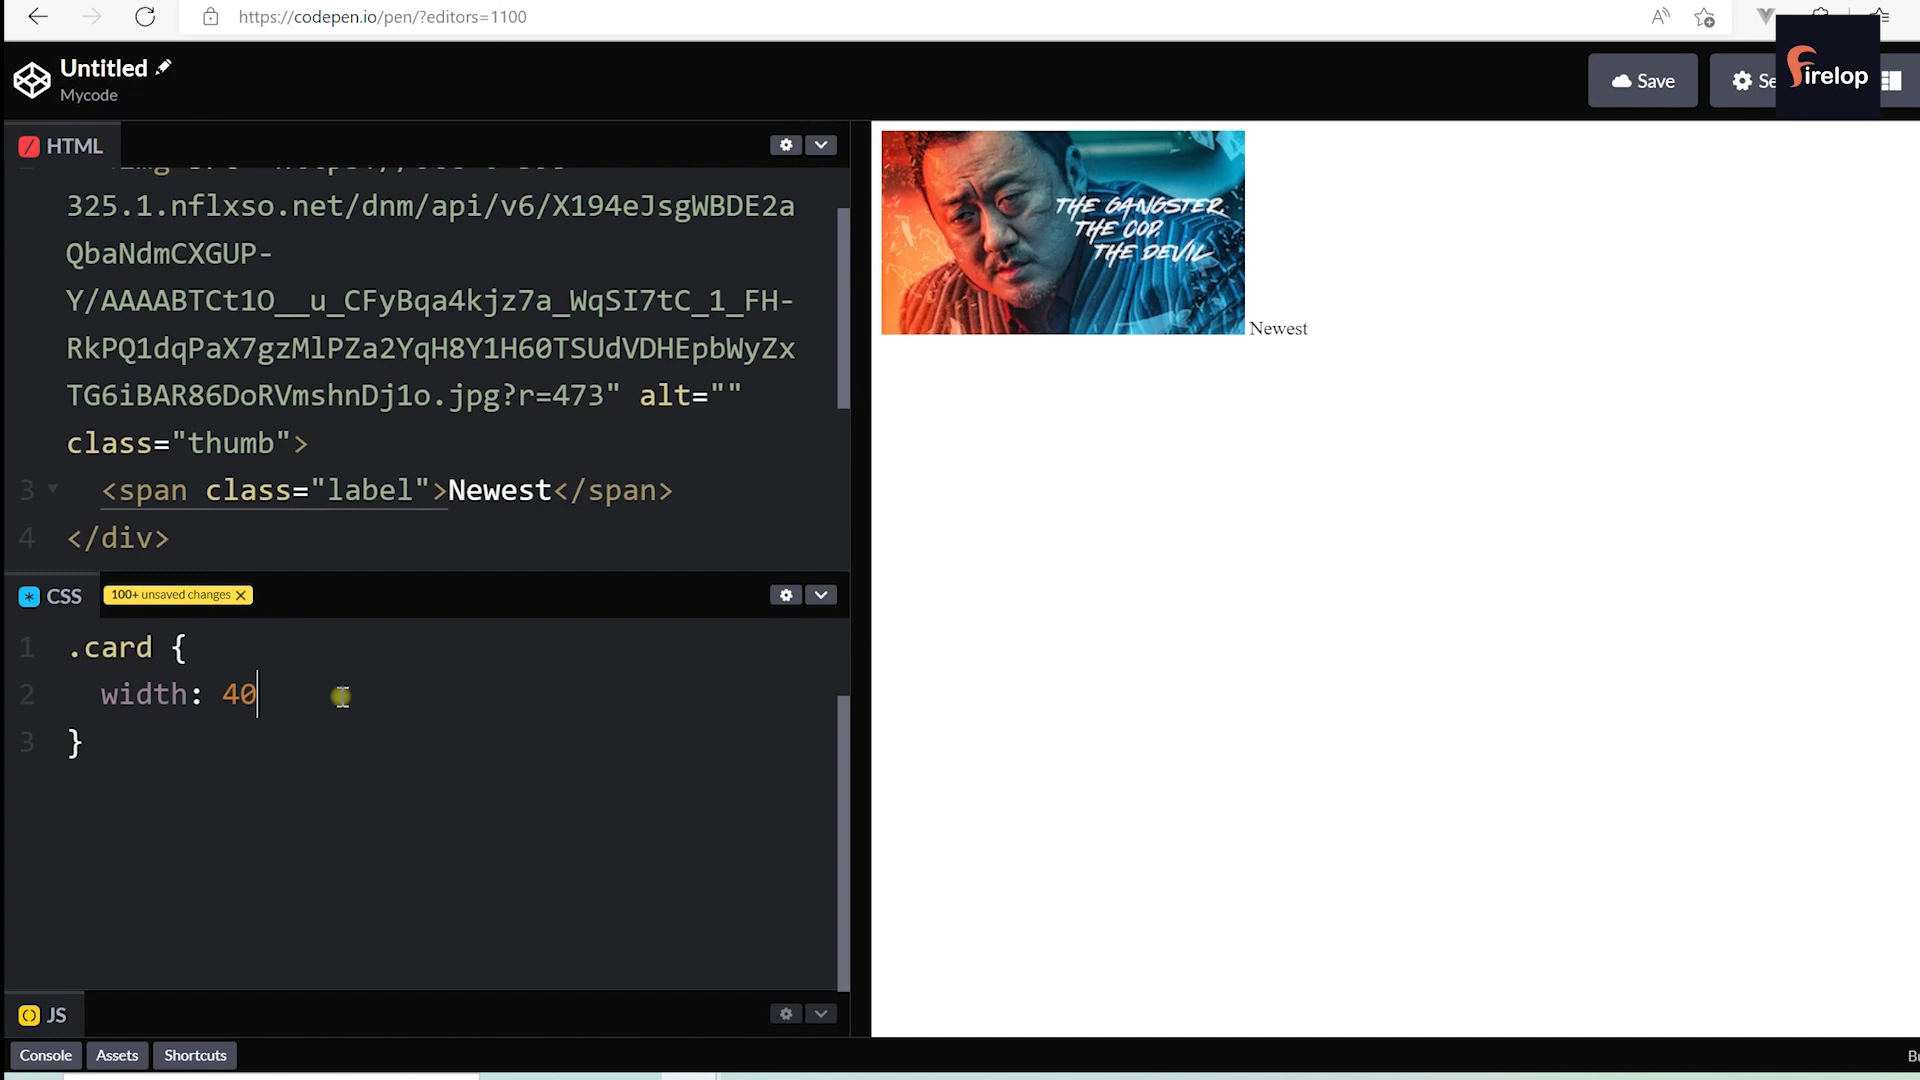 https://codepen.io/pen/?editors=1100
Untitled
Mycode
Save
Se
Firelop
HTML
325.1.nflxso.net/dnm/api/v6/X194eJsgWBDE2a
QbaNdmCXGUP-
Y/AAAABTCt1O__u_CFyBqa4kjz7a_WqSI7tC_1_FH-
RkPQ1dqPaX7gzMlPZa2YqH8Y1H60TSUdVDHEpbWyZx
TG6iBAR86DoRVmshnDj1o.jpg?r=473" alt=""
class="thumb">
3 <span class="label">Newest</span>
4 </div>
CSS
100+ unsaved changes
1 .card {
2 width: 40
3 }
JS
Console Assets Shortcuts
THE GANGSTER,
THE COP,
THE DEVIL
Newest